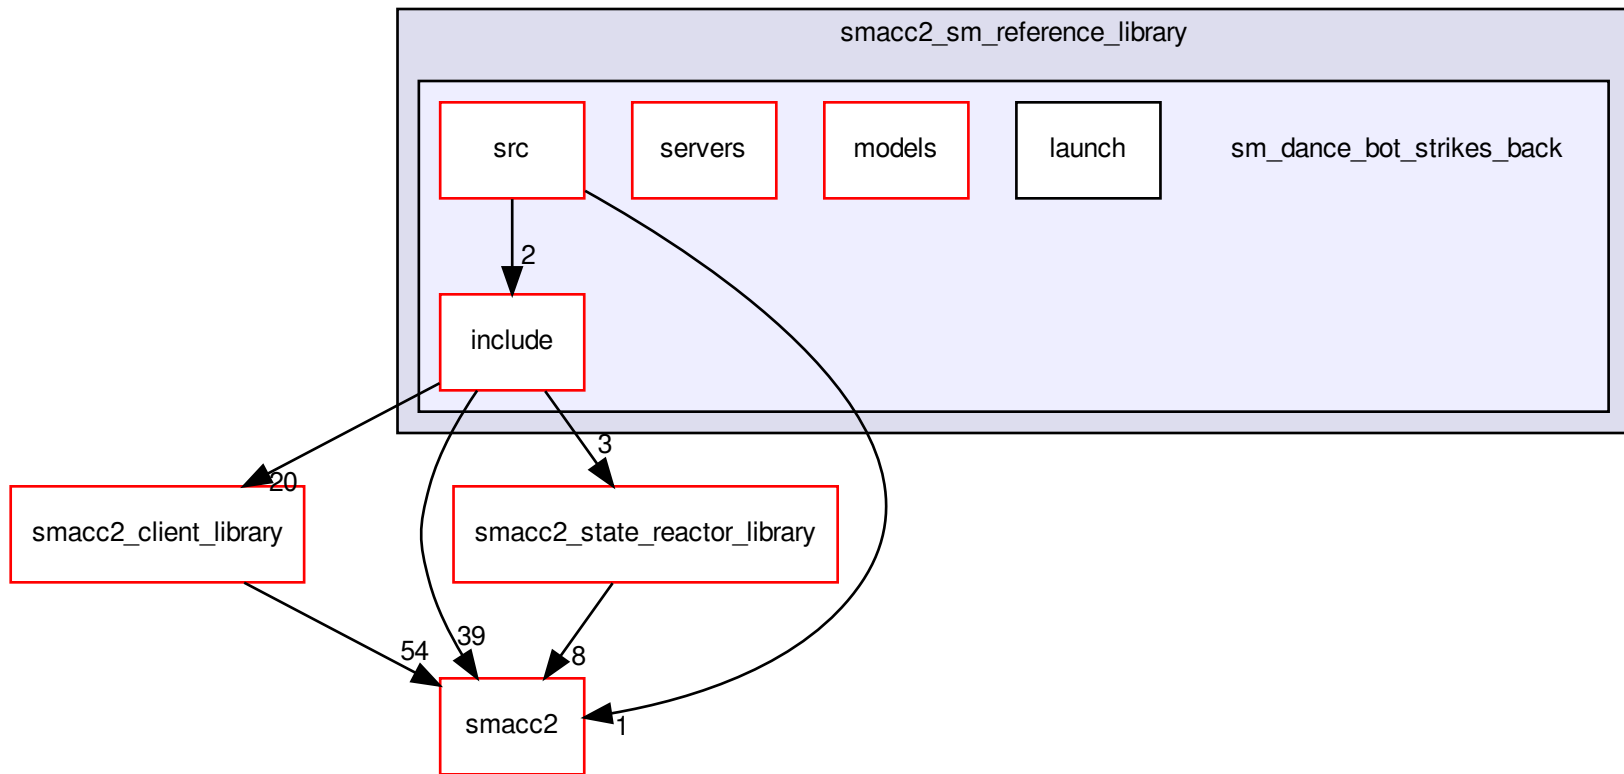 smacc2_sm_reference_library
src
servers
models
launch
sm_dance_bot_strikes_back
2
include
3
20
smacc2_client_library
smacc2_state_reactor_library
54
39
8
smacc2
1